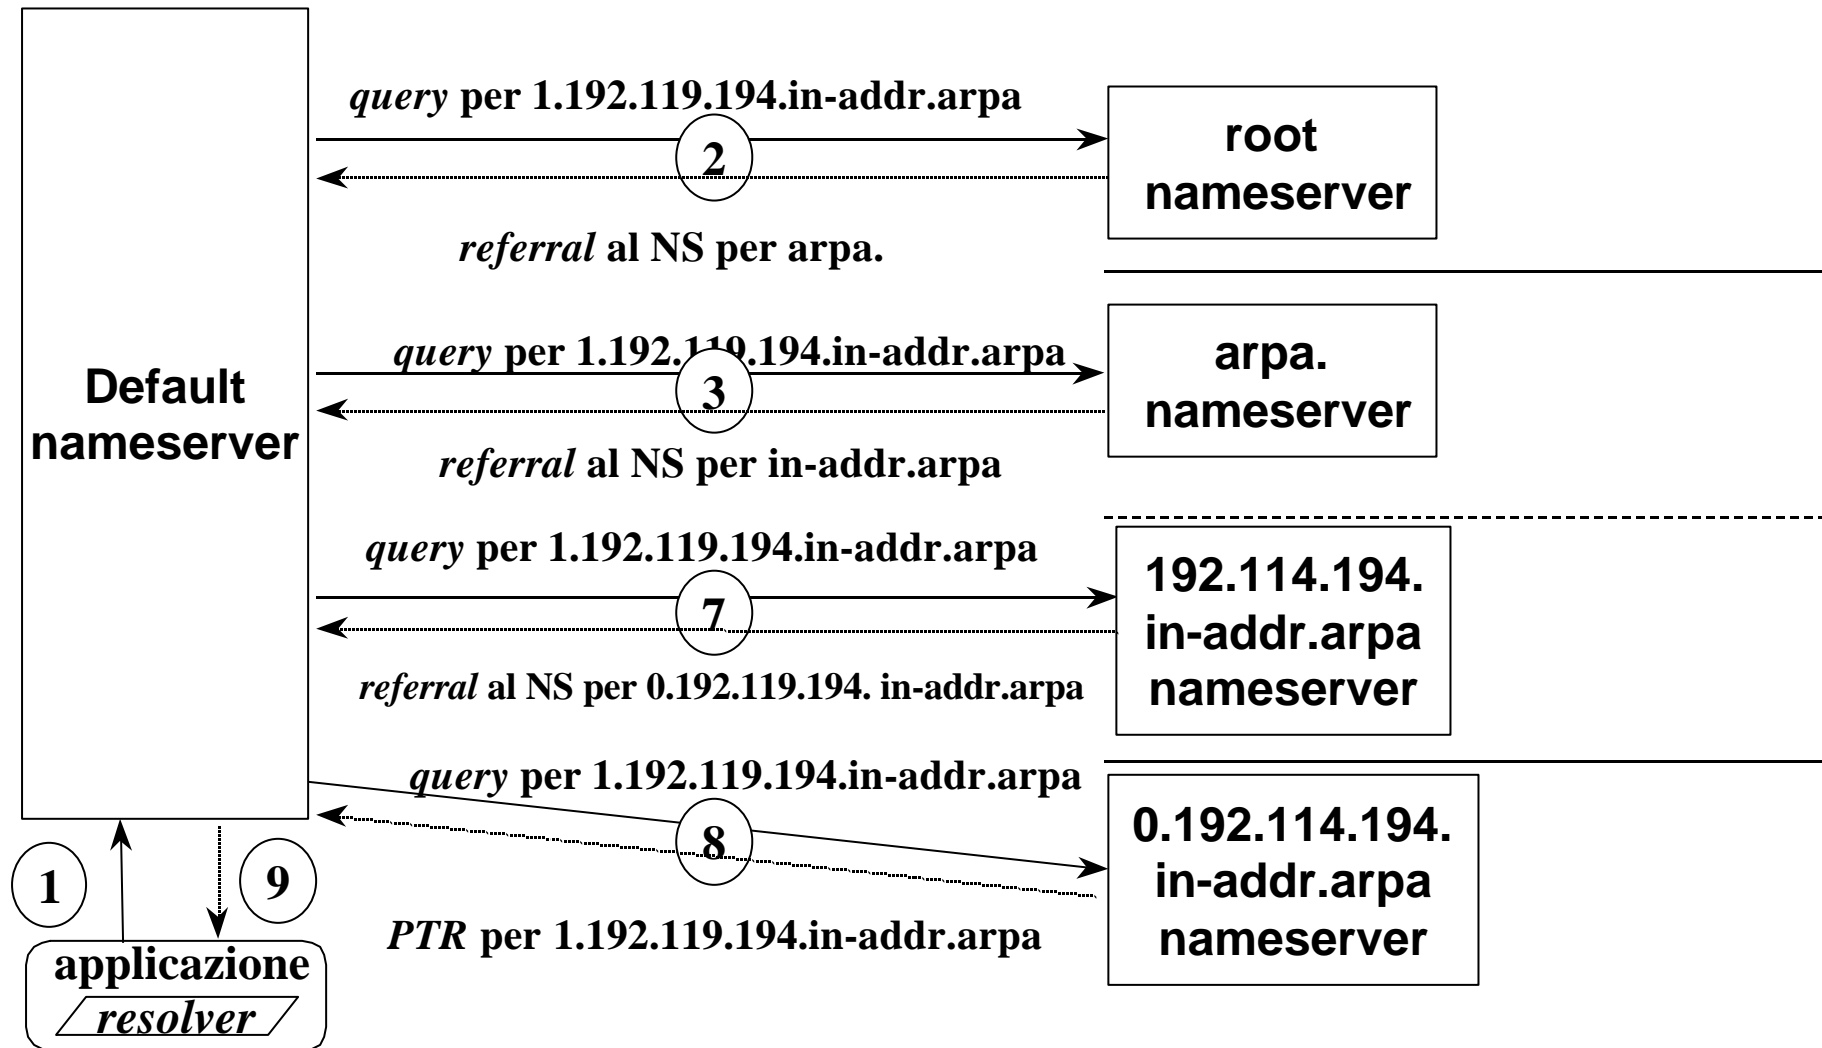 query per 1.192.119.194.in-addr.arpa
2
root
nameserver
referral al NS per arpa.
query per 1.192.119.194.in-addr.arpa
3
arpa.
nameserver
Default
nameserver
referral al NS per in-addr.arpa
query per 1.192.119.194.in-addr.arpa
7
192.114.194.
in-addr.arpa
nameserver
referral al NS per 0.192.119.194. in-addr.arpa
query per 1.192.119.194.in-addr.arpa
8
0.192.114.194.
in-addr.arpa
nameserver
PTR per 1.192.119.194.in-addr.arpa
1
9
applicazione
resolver